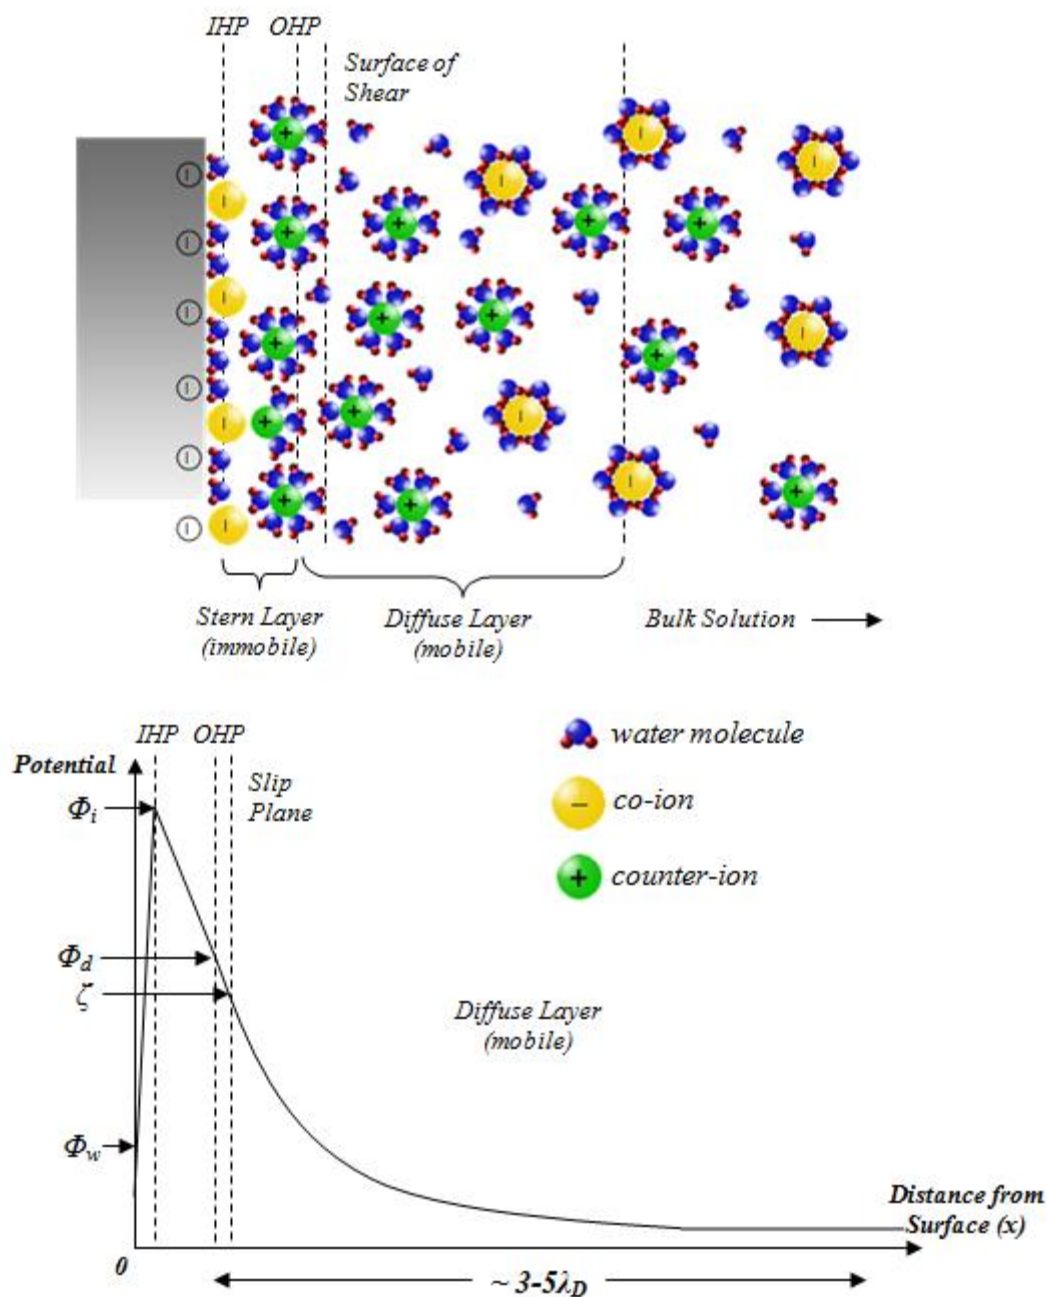 IHP OHP
Surface of
Shear
Stern Layer
(immobile)
Diffuse Layer
(mobile)
Bulk Solution
IHP OHP
Potential
Slip
Plane
Φi
Φd
ζ
Φw
0
water molecule
co-ion
counter-ion
Diffuse Layer
(mobile)
Distance from
Surface (x)
~ 3-5λD